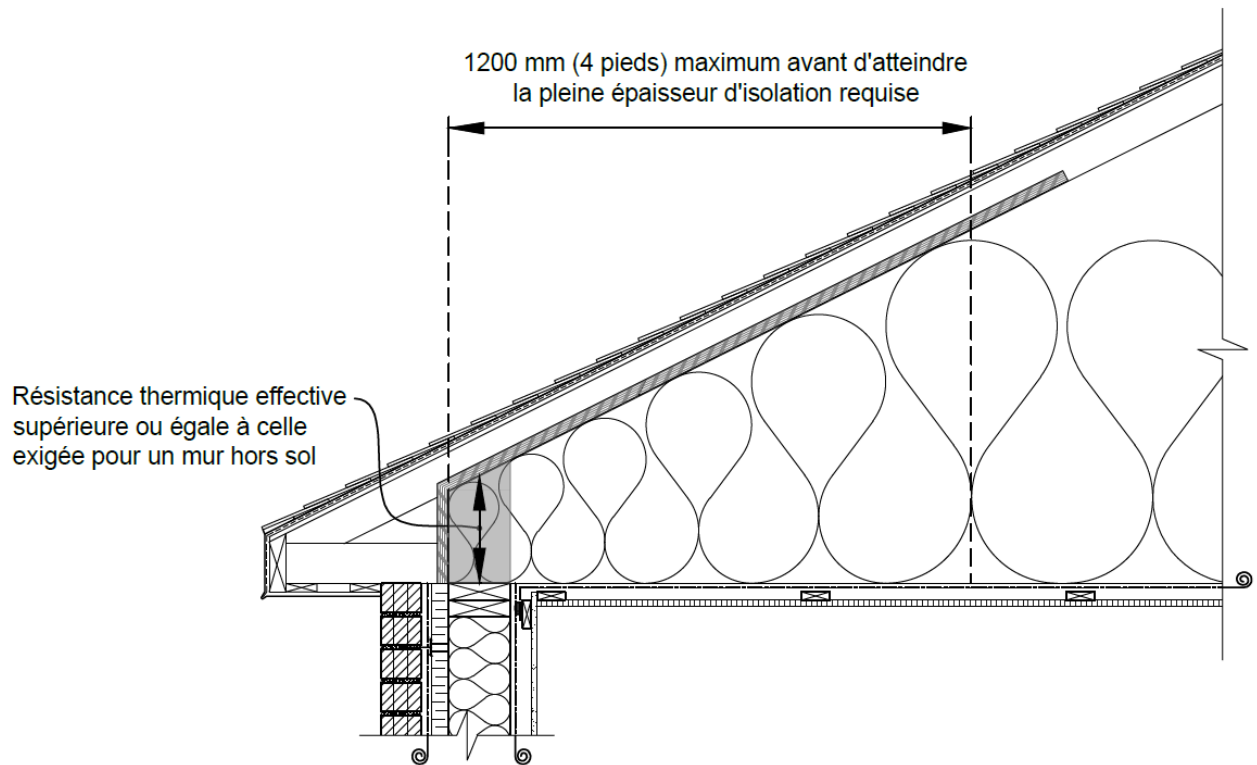 1200 mm (4 pieds) maximum avant d'atteindre
la pleine épaisseur d'isolation requise
Résistance thermique effective
supérieure ou égale à celle
exigée pour un mur hors sol